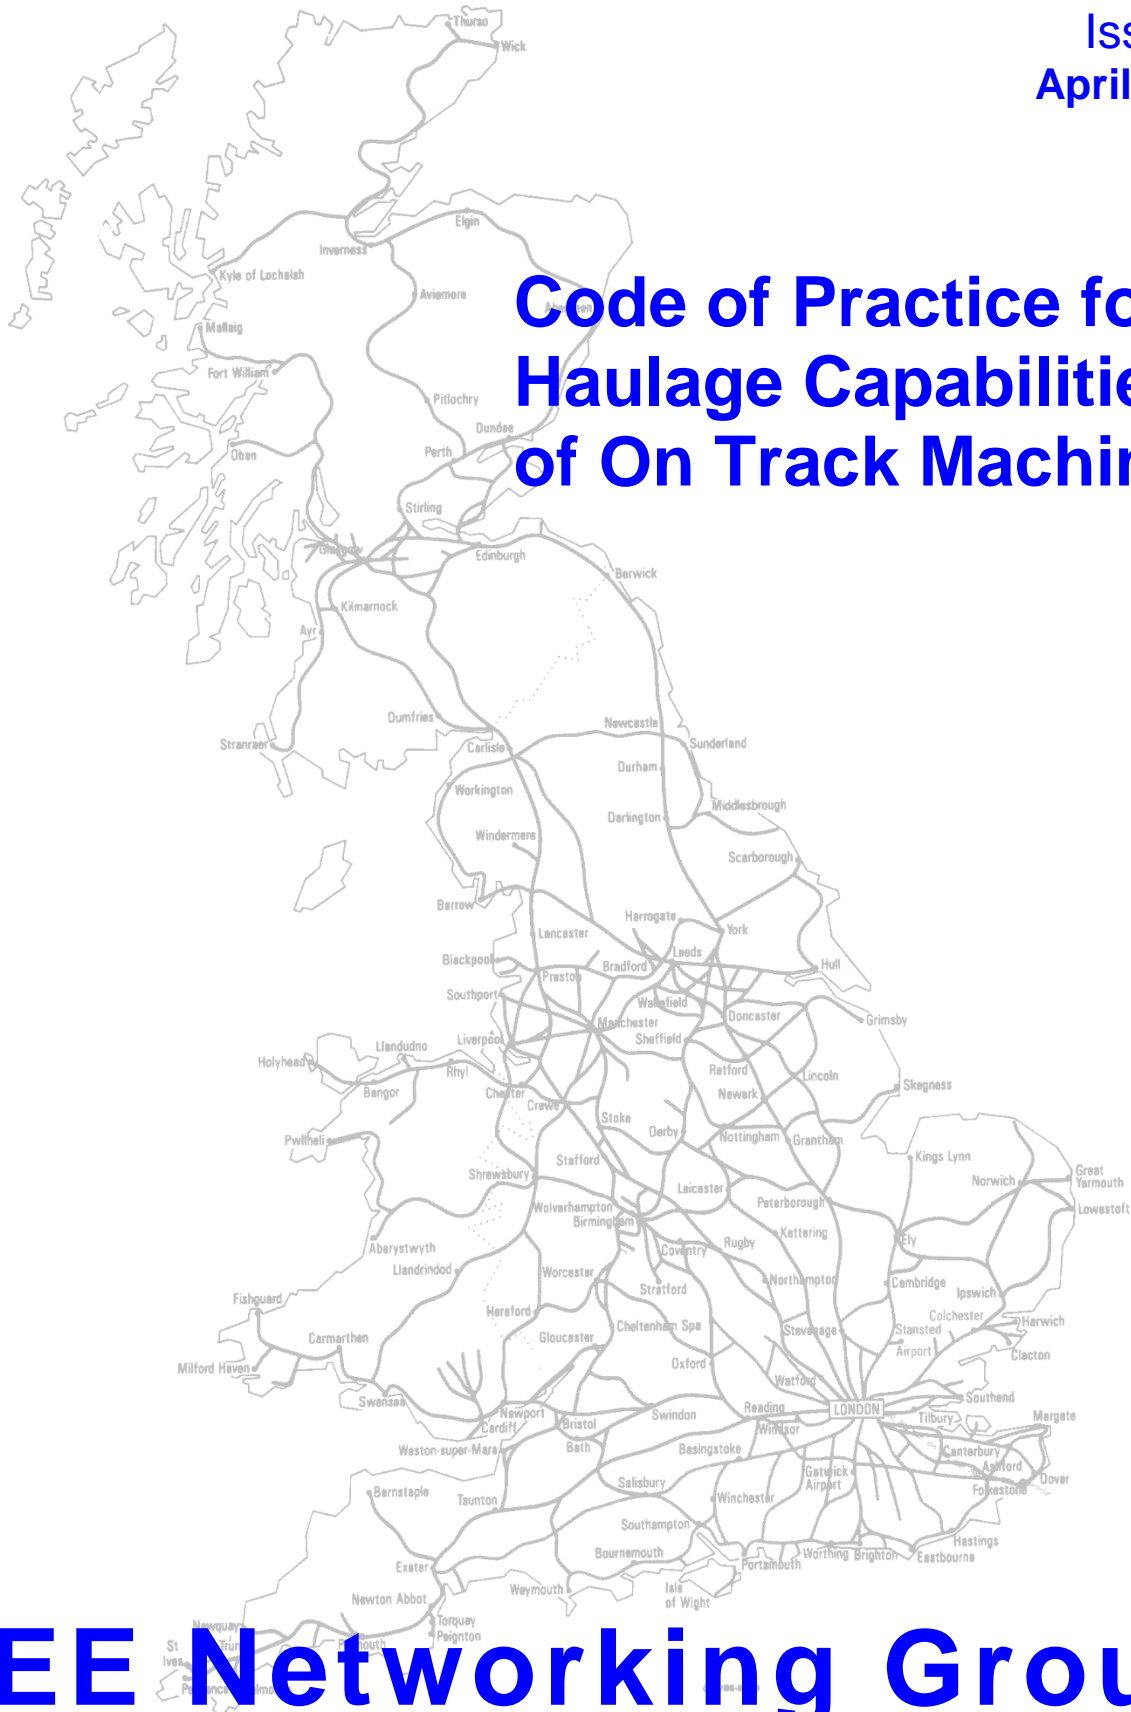 Iss
April
Code of Practice fo
Haulage Capabilitie
of On Track Machin
Thurso
Wick
Elgin
Inverness
Kyle of Lochalsh
Aviemore
Mallaig
Fort William
Pitlochry
Dundee
Oban
Perth
Stirling
Edinburgh
Berwick
Kilmarnock
Ayr
Dumfries
Newcastle
Stranraer
Carlisle
Sunderland
Durham
Workington
Middlesbrough
Darlington
Windermere
Scarborough
Barrow
Harrogate
York
Lancaster
Leeds
Blackpool
Bradford
Hull
Preston
Southport
Wakefield
Manchester
Doncaster
Grimsby
Liverpool
Sheffield
Llandudno
Holyhead
Rhyl
Retford
Lincoln
Bangor
Chester
Newark
Skegness
Crewe
Stoke
Derby
Nottingham
Grantham
Pwllheli
Stafford
Kings Lynn
Shrewsbury
Leicester
Norwich
Great
Yarmouth
Wolverhampton
Peterborough
Lowestoft
Birmingham
Kettering
Ely
Aberystwyth
Coventry
Rugby
Llandrindod
Worcester
Stratford
Northampton
Cambridge
Ipswich
Fishguard
Hereford
Cheltenham Spa
Stevenage
Colchester
Harwich
Stansted
Airport
Carmarthen
Gloucester
Clacton
Milford Haven
Oxford
Watford
Swansea
Newport
Swindon
Reading
LONDON
Southend
Cardiff
Bristol
Windsor
Tilbury
Margate
Weston-super-Mare
Bath
Basingstoke
Canterbury
Ashford
Dover
Salisbury
Gatwick
Airport
Folkestone
Barnstaple
Taunton
Winchester
Southampton
Hastings
Bournemouth
Portsmouth
Worthing
Brighton
Eastbourne
Exeter
Weymouth
Isle
of Wight
Newton Abbot
Torquay
Paignton
Newquay
St
Ives
EE Networking Grou